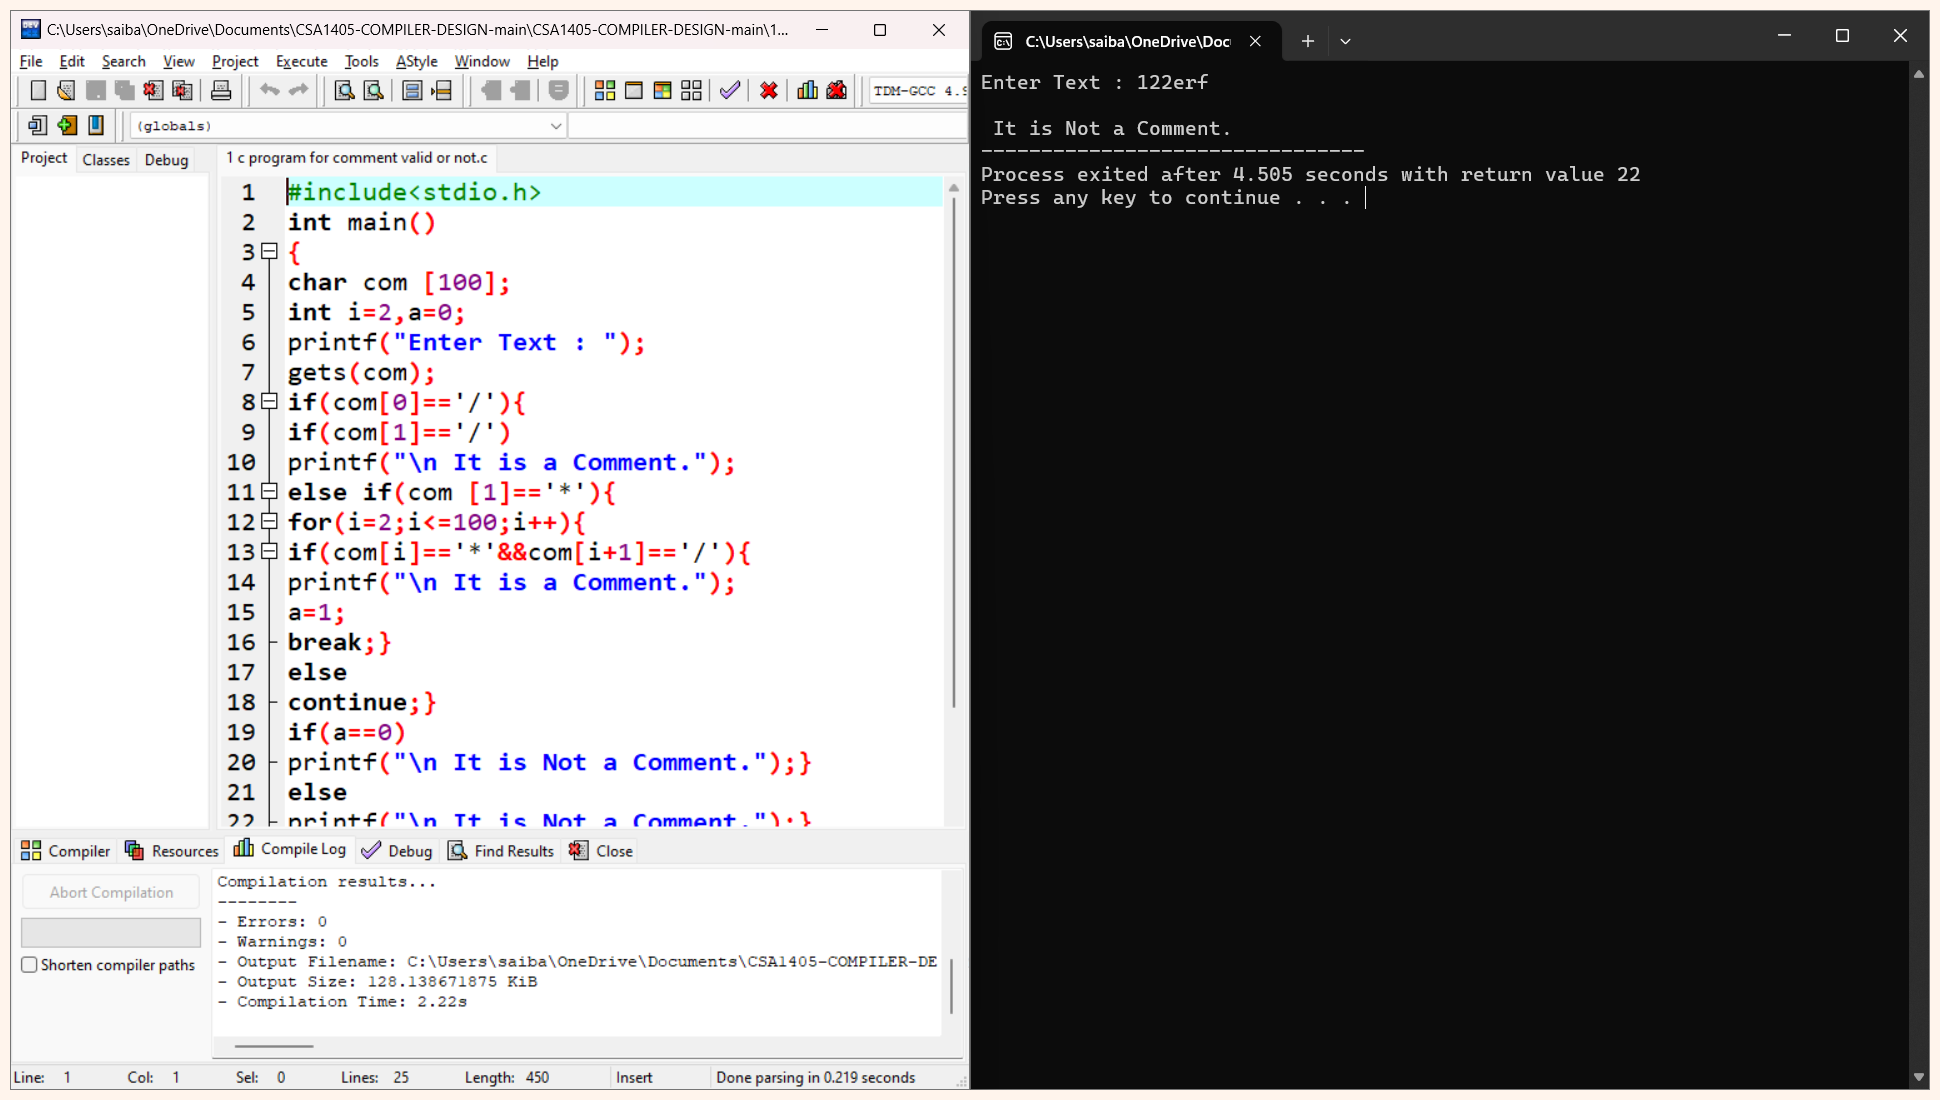 C:\Users\saiba\OneDrive\Documents\CSA1405-COMPILER-DESIGN-main\CSA1405-COMPILER-DESIGN-main\1...
File Edit Search View Project Execute Tools AStyle Window Help
TDM-GCC 4.9
(globals)
Project Classes Debug
1 c program for comment valid or not.c
1 #include<stdio.h>
2 int main()
3 {
4 char com [100];
5 int i=2,a=0;
6 printf("Enter Text : ");
7 gets(com);
8 if(com[0]=='/'){
9 if(com[1]=='/')
10 printf("\n It is a Comment.");
11 else if(com [1]=='*'){
12 for(i=2;i<=100;i++){
13 if(com[i]=='*'&&com[i+1]=='/'){
14 printf("\n It is a Comment.");
15 a=1;
16 break;}
17 else
18 continue;}
19 if(a==0)
20 printf("\n It is Not a Comment.");}
21 else
22 printf("\n It is Not a Comment.");}
Compiler Resources Compile Log Debug Find Results Close
Abort Compilation
Shorten compiler paths
Compilation results...
--------
- Errors: 0
- Warnings: 0
- Output Filename: C:\Users\saiba\OneDrive\Documents\CSA1405-COMPILER-DE
- Output Size: 128.138671875 KiB
- Compilation Time: 2.22s
Line: 1 Col: 1 Sel: 0 Lines: 25 Length: 450 Insert Done parsing in 0.219 seconds
C:\Users\saiba\OneDrive\Doc
Enter Text : 122erf
It is Not a Comment.
--------------------------------
Process exited after 4.505 seconds with return value 22
Press any key to continue . . .